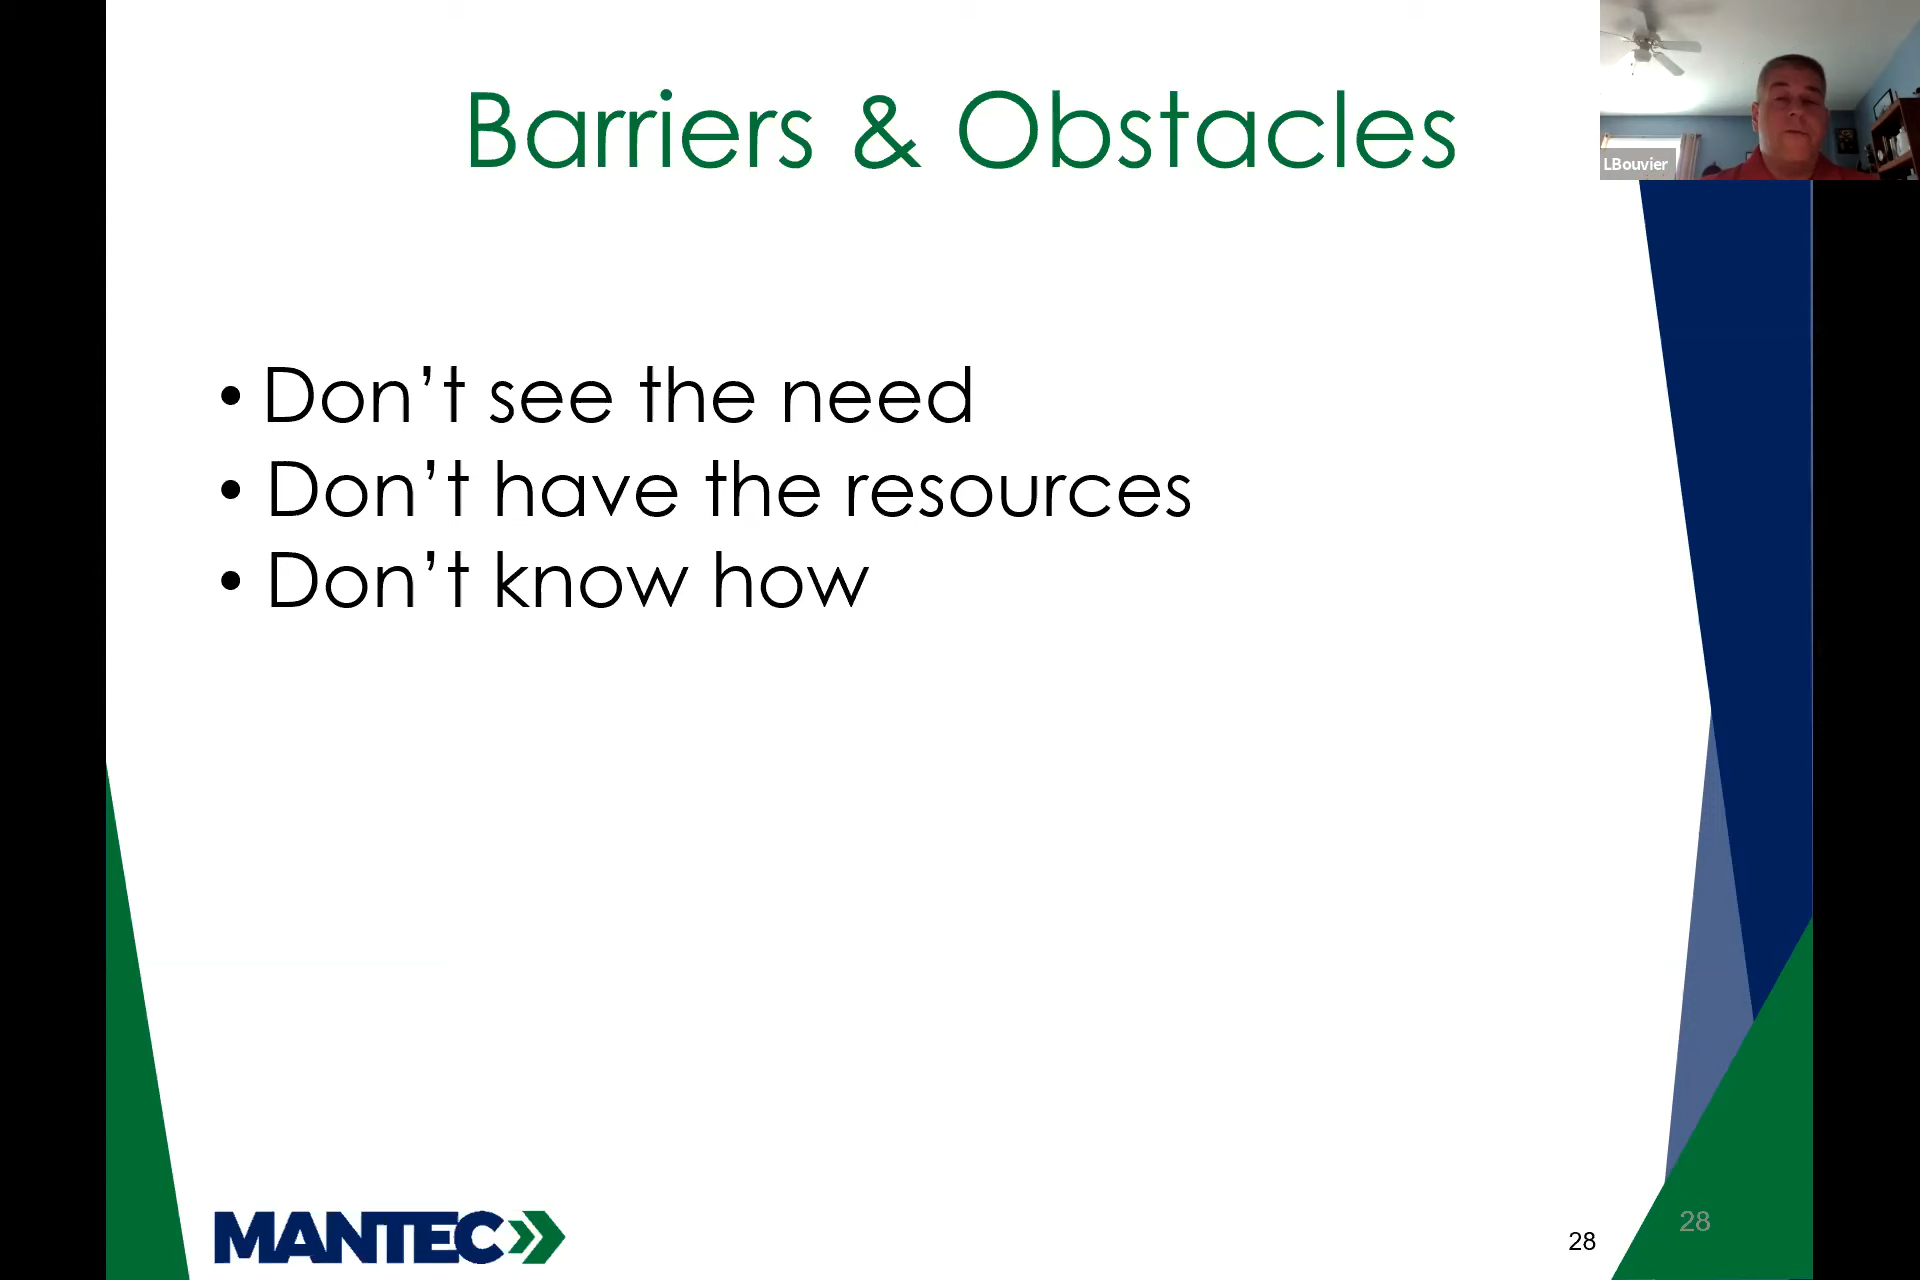 Barriers & Obstacles
LBouvier
• Don’t see the need
• Don’t have the resources
• Don’t know how
MANTEC
28
28